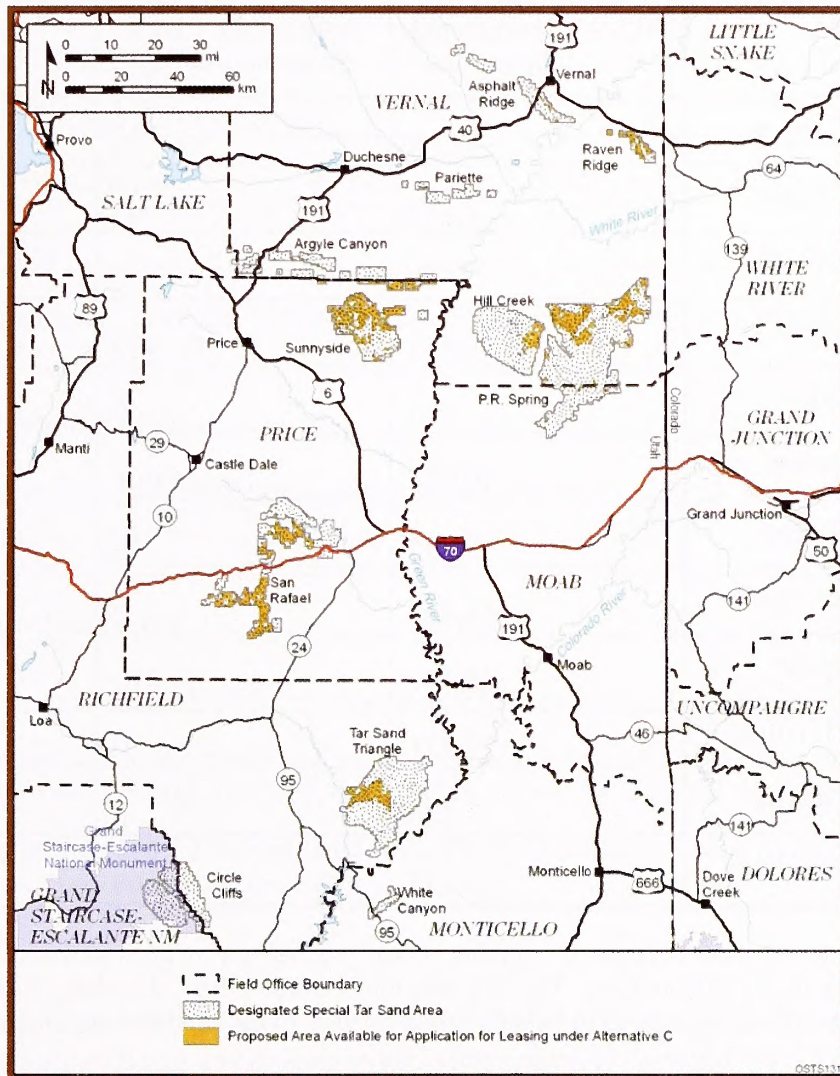 0 10 20 30
mi
0 20 40 60
km
N
191
LITTLE
SNAKE
Vernal
Asphalt
Ridge
VERNAL
40
Provo
Duchesne
Raven
Ridge
Pariette
64
SALT LAKE
191
White River
Argyle Canyon
139
WHITE
RIVER
Hill Creek
89
Price
Sunnyside
6
P.R. Spring
Colorado
Utah
GRAND
JUNCTION
PRICE
29
Manti
Castle Dale
10
Grand Junction
70
50
San
Rafael
Green River
MOAB
141
24
191
Colorado River
Moab
RICHFIELD
UNCOMPAHGRE
Loa
46
Tar Sand
Triangle
95
12
141
Grand
Staircase-Escalante
National Monument
Circle
Cliffs
Monticello
666
Dove
Creek
DOLORES
White
Canyon
GRAND
STAIRCASE-
ESCALANTE NM
95
MONTICELLO
Field Office Boundary
Designated Special Tar Sand Area
Proposed Area Available for Application for Leasing under Alternative C